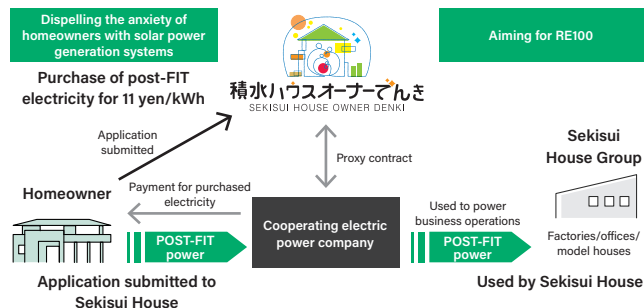 Dispelling the anxiety of
homeowners with solar power
generation systems
Purchase of post-FIT
electricity for 11 yen/kWh
積水ハウスオーナーでんき
SEKISUI HOUSE OWNER DENKI
Aiming for RE100
Application
submitted
Proxy contract
Sekisui
House Group
Homeowner
Payment for purchased
electricity
Cooperating electric
power company
Used to power
business operations
POST-FIT
power
POST-FIT
power
Factories/offices/
model houses
Application submitted to
Sekisui House
Used by Sekisui House